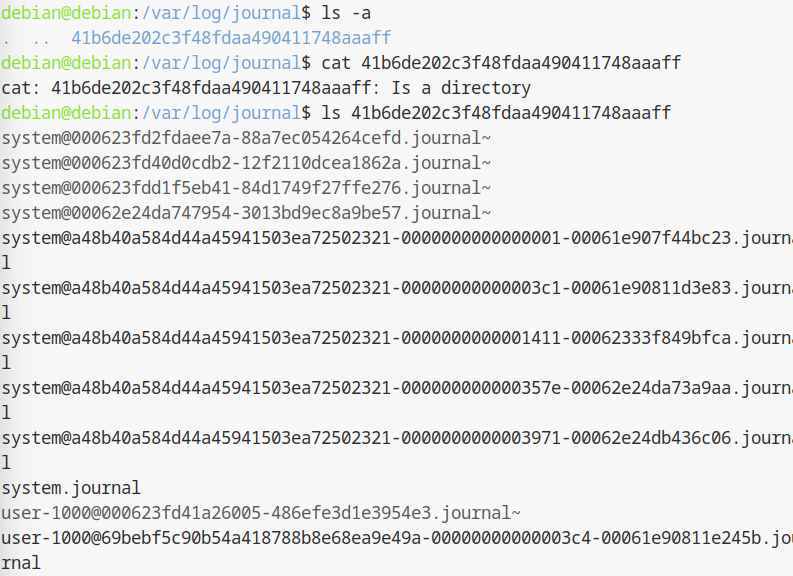 debian@debian:/var/log/journal$ ls -a
.  ..  41b6de202c3f48fdaa490411748aaaff
debian@debian:/var/log/journal$ cat 41b6de202c3f48fdaa490411748aaaff
cat: 41b6de202c3f48fdaa490411748aaaff: Is a directory
debian@debian:/var/log/journal$ ls 41b6de202c3f48fdaa490411748aaaff
system@000623fd2fdaee7a-88a7ec054264cefd.journal~
system@000623fd40d0cdb2-12f2110dcea1862a.journal~
system@000623fdd1f5eb41-84d1749f27ffe276.journal~
system@00062e24da747954-3013bd9ec8a9be57.journal~
system@a48b40a584d44a45941503ea72502321-0000000000000001-00061e907f44bc23.journa
l
system@a48b40a584d44a45941503ea72502321-00000000000003c1-00061e90811d3e83.journa
l
system@a48b40a584d44a45941503ea72502321-0000000000001411-00062333f849bfca.journa
l
system@a48b40a584d44a45941503ea72502321-000000000000357e-00062e24da73a9aa.journa
l
system@a48b40a584d44a45941503ea72502321-0000000000003971-00062e24db436c06.journa
l
system.journal
user-1000@000623fd41a26005-486efe3d1e3954e3.journal~
user-1000@69bebf5c90b54a418788b8e68ea9e49a-00000000000003c4-00061e90811e245b.jou
rnal